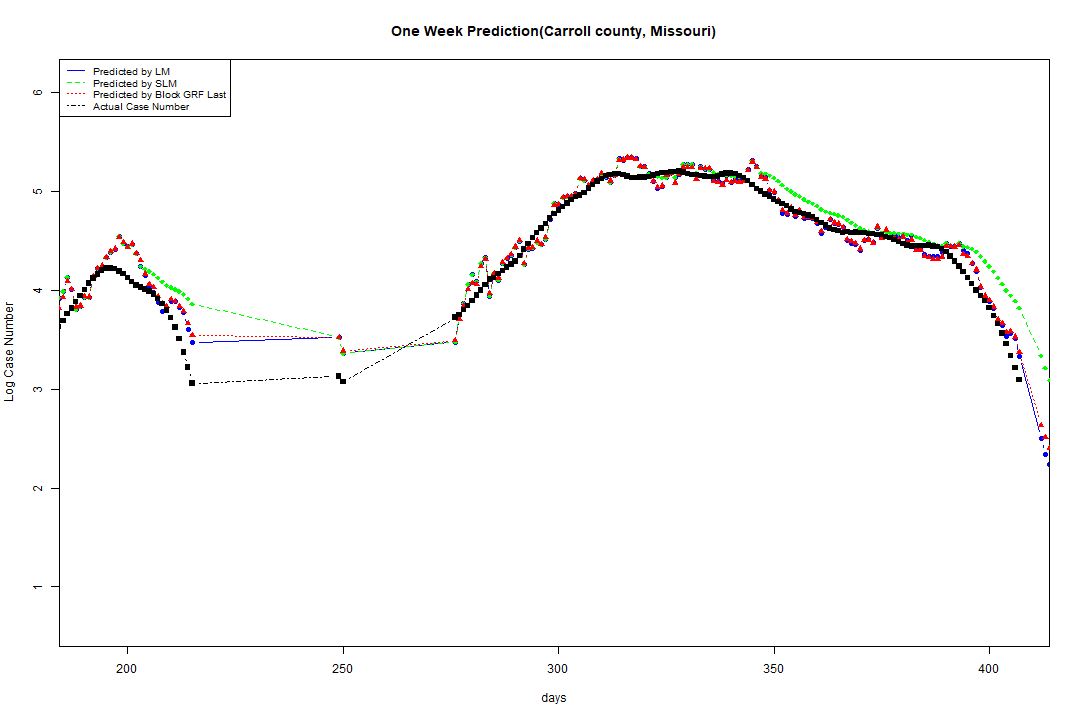 One Week Prediction(Carroll county, Missouri)
Predicted by LM
Predicted by SLM
Predicted by Block GRF Last
Actual Case Number
6
5
4
3
2
1
Log Case Number
200 250 300 350 400
days